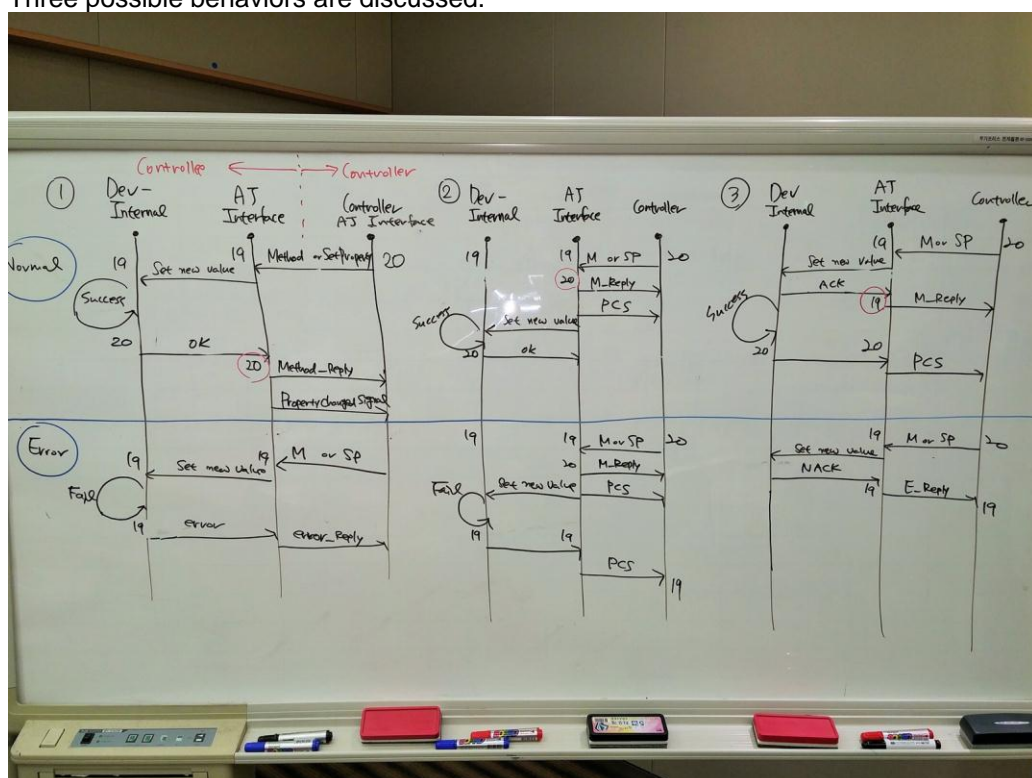 Three possible behaviors are discussed.
Controllee Controller
① Dev-
Internal
AJ
Interface
Controller
AJ Interface
② Dev-
Internal
AJ
Interface
Controller
③ Dev
Internal
AJ
Interface
Controller
Normal
19
19
Method or SetProperty
20
Set new value
Success
20
ok
20
Method_Reply
PropertyChanged Signal
19
19
M or SP
20
20
M_Reply
PCS
Set new value
Success
20
ok
19
M or SP
20
Set new value
ACK
19
M_Reply
Success
20
20
PCS
Error
19
19
M or SP
Set new value
Fail
19
error
error_Reply
19
19
M or SP
20
20
M_Reply
Set new value
PCS
Fail
19
19
PCS
19
19
M or SP
20
Set new value
NACK
19
E_Reply
19